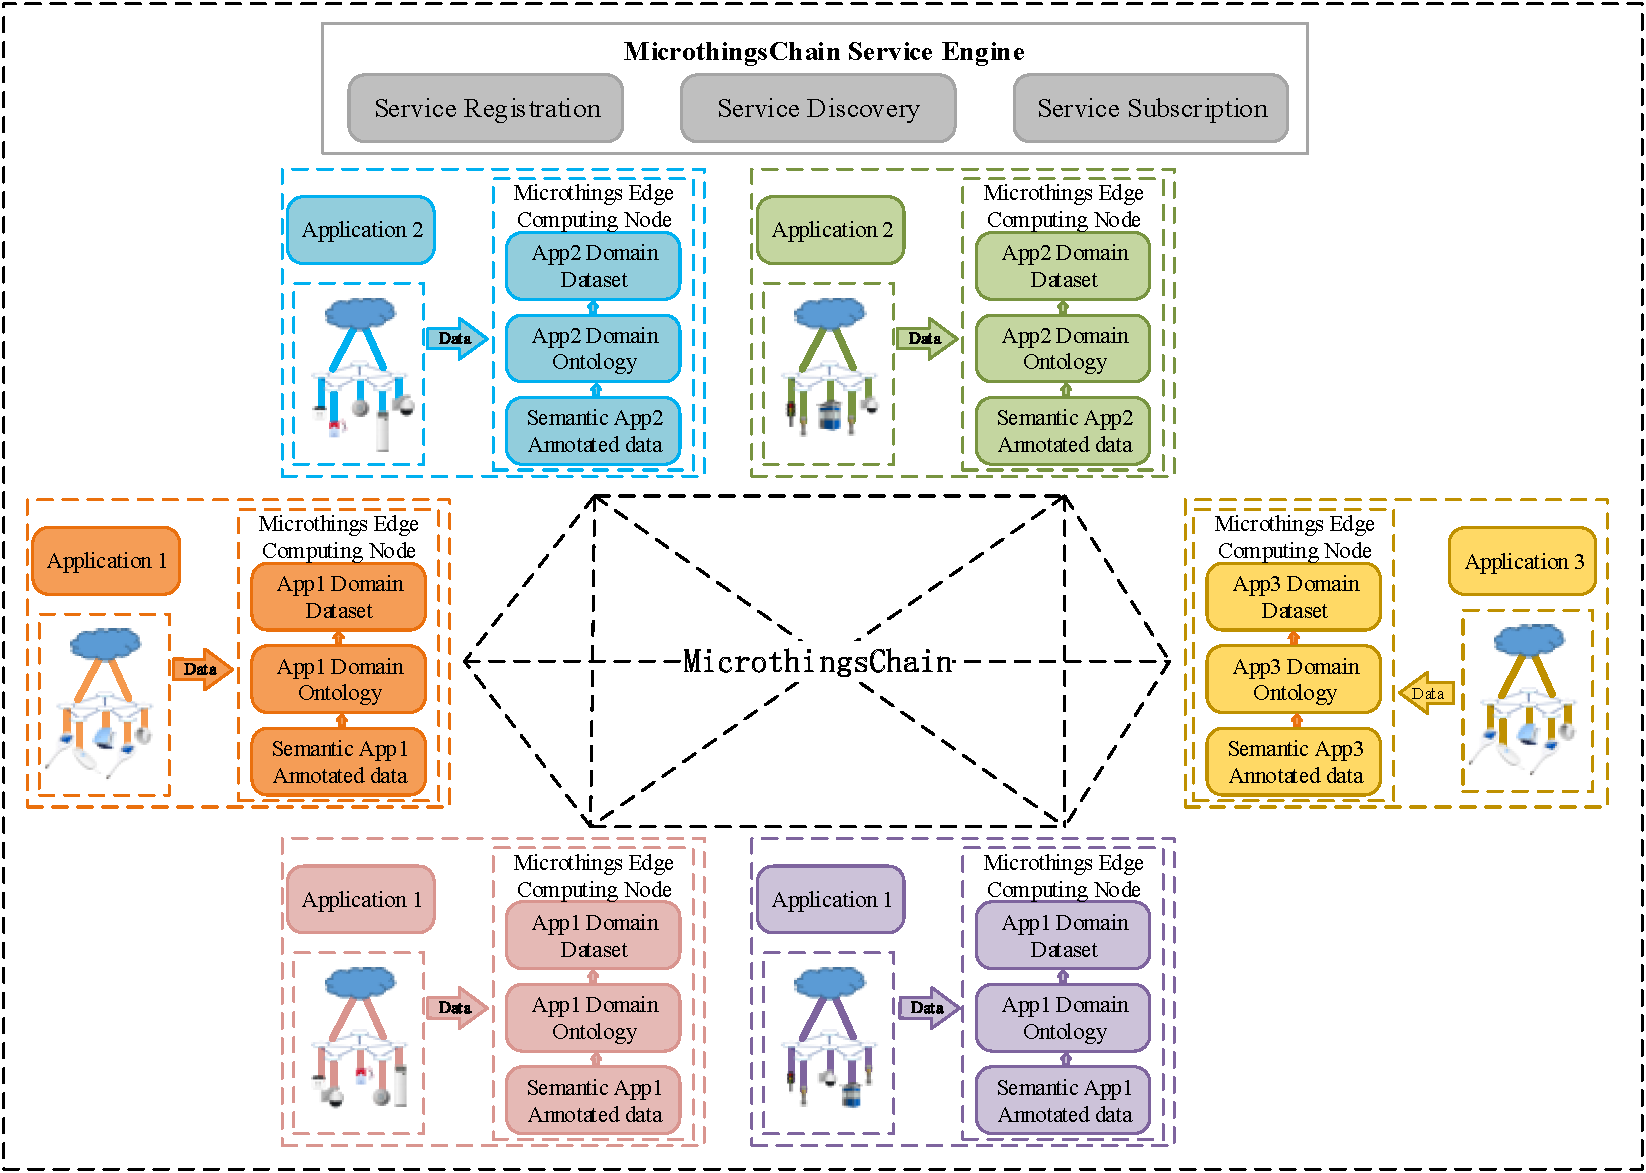 MicrothingsChain Service Engine
Service Registration
Service Discovery
Service Subscription
Application 2
Microthings Edge
Computing Node
App2 Domain
Dataset
Data
App2 Domain
Ontology
Semantic App2
Annotated data
Application 2
Microthings Edge
Computing Node
App2 Domain
Dataset
Data
App2 Domain
Ontology
Semantic App2
Annotated data
Application 1
Microthings Edge
Computing Node
App1 Domain
Dataset
Data
App1 Domain
Ontology
Semantic App1
Annotated data
MicrothingsChain
Microthings Edge
Computing Node
Application 3
App3 Domain
Dataset
App3 Domain
Ontology
Data
Semantic App3
Annotated data
Application 1
Microthings Edge
Computing Node
App1 Domain
Dataset
Data
App1 Domain
Ontology
Semantic App1
Annotated data
Application 1
Microthings Edge
Computing Node
App1 Domain
Dataset
Data
App1 Domain
Ontology
Semantic App1
Annotated data